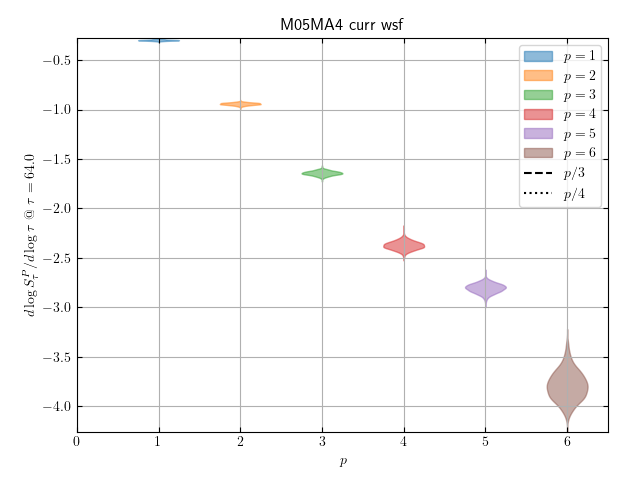 M05MA4 curr wsf
d log S_τ^P / d log τ @ τ = 64.0
−0.5
−1.0
−1.5
−2.0
−2.5
−3.0
−3.5
−4.0
0 1 2 3 4 5 6
p
p = 1
p = 2
p = 3
p = 4
p = 5
p = 6
p/3
p/4